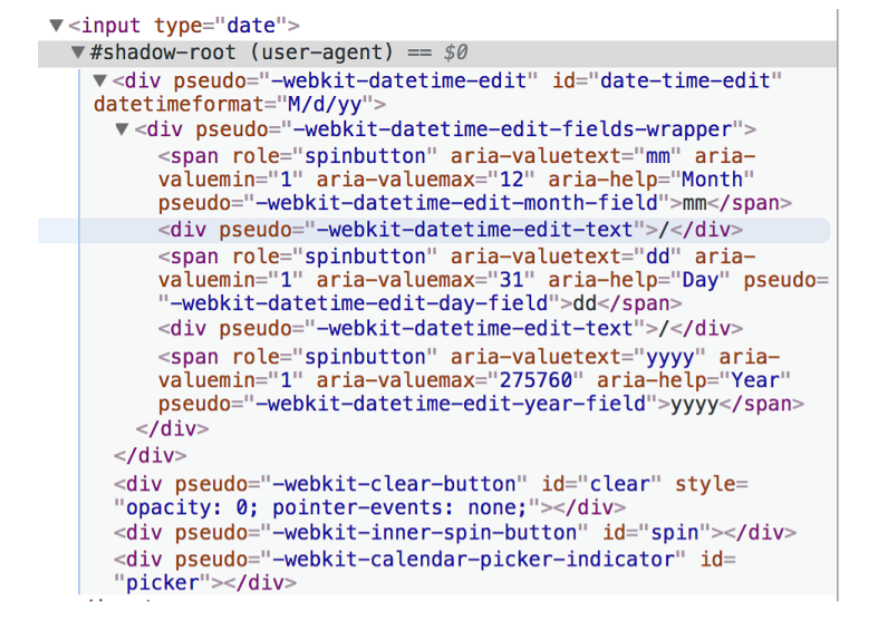 ▼<input type="date">
▼#shadow-root (user-agent) == $0
▼<div pseudo="-webkit-datetime-edit" id="date-time-edit"
datetimeformat="M/d/yy">
▼<div pseudo="-webkit-datetime-edit-fields-wrapper">
<span role="spinbutton" aria-valuetext="mm" aria-
valuemin="1" aria-valuemax="12" aria-help="Month"
pseudo="-webkit-datetime-edit-month-field">mm</span>
<div pseudo="-webkit-datetime-edit-text">/</div>
<span role="spinbutton" aria-valuetext="dd" aria-
valuemin="1" aria-valuemax="31" aria-help="Day" pseudo=
"-webkit-datetime-edit-day-field">dd</span>
<div pseudo="-webkit-datetime-edit-text">/</div>
<span role="spinbutton" aria-valuetext="yyyy" aria-
valuemin="1" aria-valuemax="275760" aria-help="Year"
pseudo="-webkit-datetime-edit-year-field">yyyy</span>
</div>
</div>
<div pseudo="-webkit-clear-button" id="clear" style=
"opacity: 0; pointer-events: none;"></div>
<div pseudo="-webkit-inner-spin-button" id="spin"></div>
<div pseudo="-webkit-calendar-picker-indicator" id=
"picker"></div>